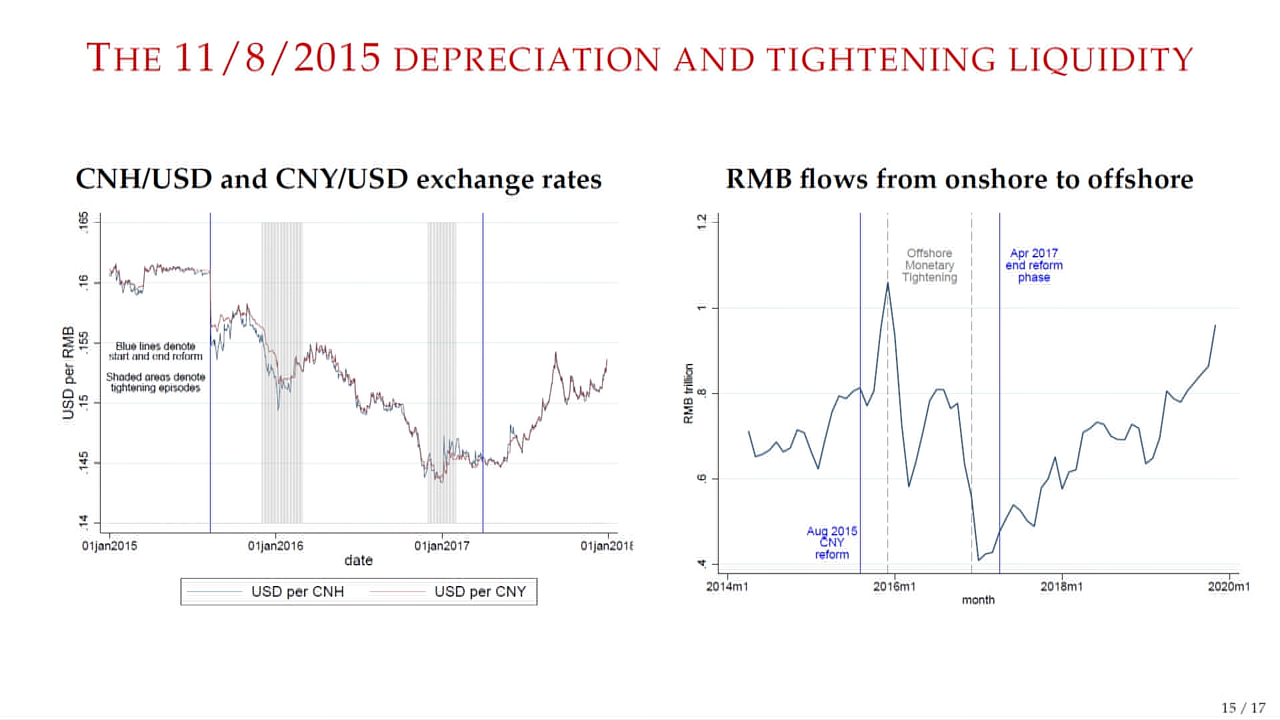 THE 11/8/2015 DEPRECIATION AND TIGHTENING LIQUIDITY
CNH/USD and CNY/USD exchange rates
.165
.16
.155
.15
.145
.14
USD per RMB
Blue lines denote
start and end reform
Shaded areas denote
tightening episodes
01jan2015
01jan2016
01jan2017
01jan2018
date
USD per CNH
USD per CNY
RMB flows from onshore to offshore
1.2
1
.8
.6
.4
RMB trillion
Offshore
Monetary
Tightening
Apr 2017
end reform
phase
Aug 2015
CNY
reform
2014m1
2016m1
2018m1
2020m1
month
15 / 17